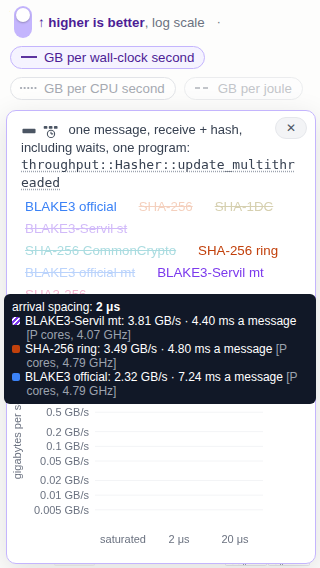 ↑ higher is better, log scale ·
GB per wall-clock second
GB per CPU second
GB per joule
one message, receive + hash, including waits, one program:
throughput::Hasher::update_multithr
eaded
✕
BLAKE3 official SHA-256 SHA-1DC
BLAKE3-Servil st
SHA-256 CommonCrypto SHA-256 ring
BLAKE3 official mt BLAKE3-Servil mt
arrival spacing: 2 µs
BLAKE3-Servil mt: 3.81 GB/s · 4.40 ms a message
[P cores, 4.07 GHz]
SHA-256 ring: 3.49 GB/s · 4.80 ms a message [P
cores, 4.79 GHz]
BLAKE3 official: 2.32 GB/s · 7.24 ms a message [P
cores, 4.79 GHz]
gigabytes per s
0.5 GB/s
0.2 GB/s
0.1 GB/s
0.05 GB/s
0.02 GB/s
0.01 GB/s
0.005 GB/s
saturated 2 µs 20 µs